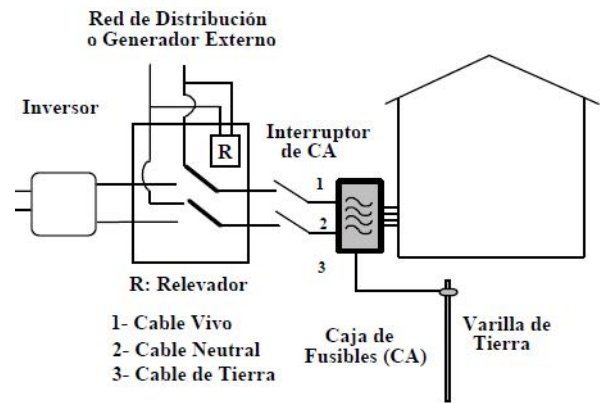 Red de Distribución
o Generador Externo
Inversor
Interruptor
de CA
R
1
2
3
R: Relevador
1- Cable Vivo
2- Cable Neutral
3- Cable de Tierra
Caja de
Fusibles (CA)
Varilla de
Tierra